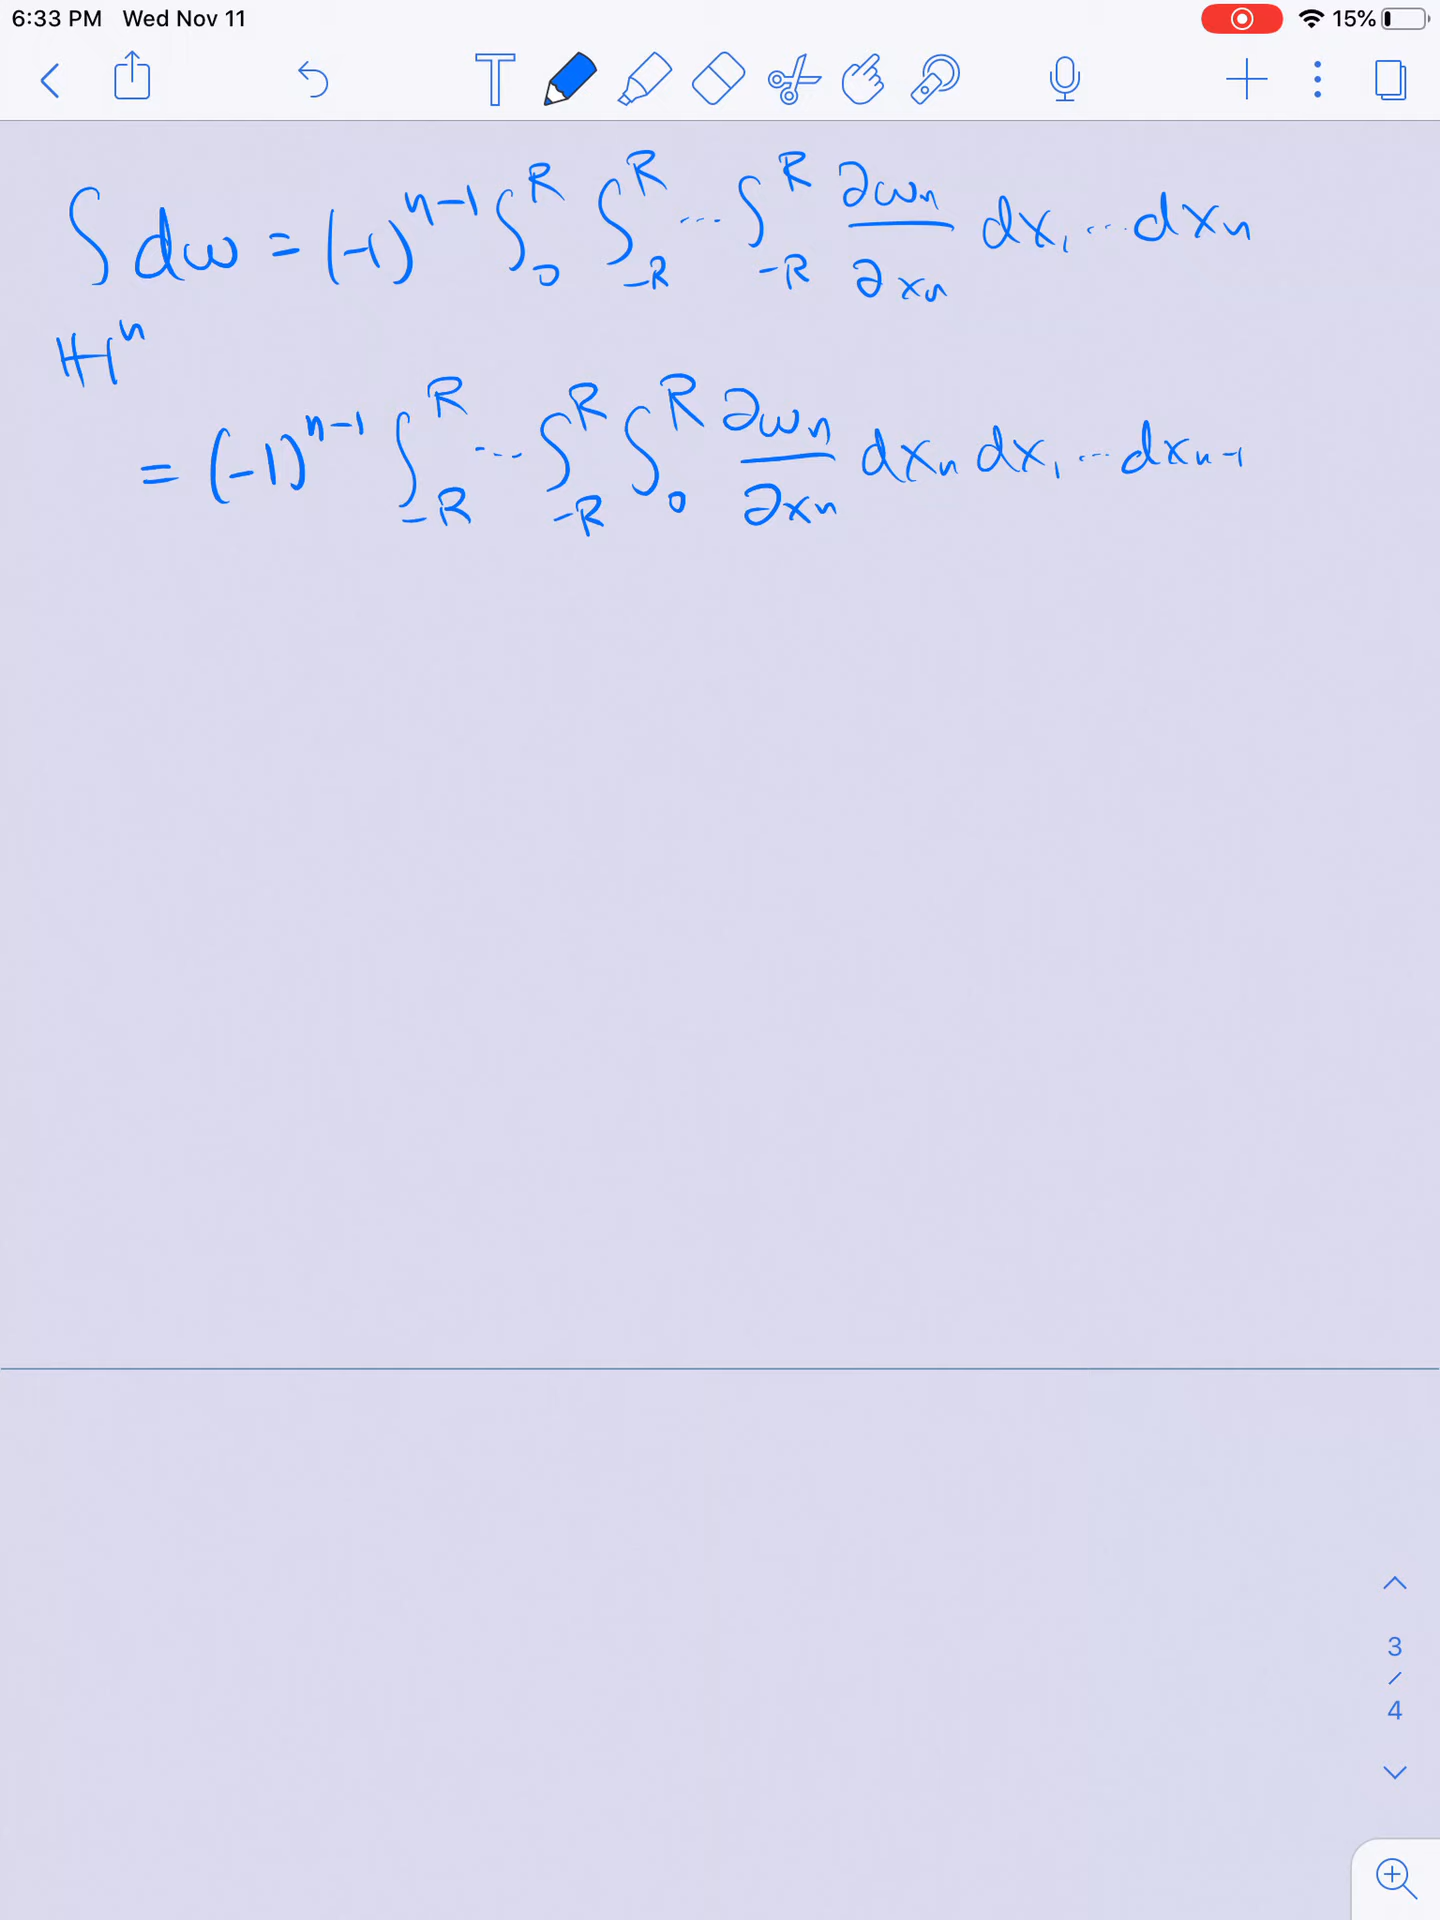 6:33 PM Wed Nov 11 15%
T
∫_{ℍ^n} dω = (-1)^{n-1} ∫_0^R ∫_{-R}^R ... ∫_{-R}^R ∂ω_n/∂x_n dx_1 ... dx_n
= (-1)^{n-1} ∫_{-R}^R ... ∫_{-R}^R ∫_0^R ∂ω_n/∂x_n dx_n dx_1 ... dx_{n-1}
3
/
4